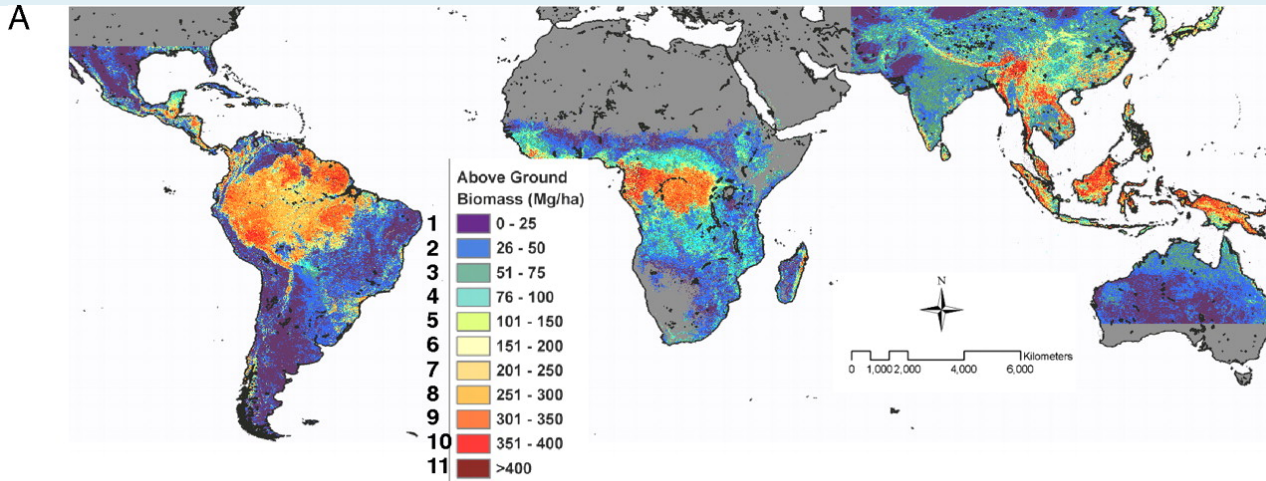 A
Above Ground
Biomass (Mg/ha)
1 0 - 25
2 26 - 50
3 51 - 75
4 76 - 100
5 101 - 150
6 151 - 200
7 201 - 250
8 251 - 300
9 301 - 350
10 351 - 400
11 >400
N
Kilometers
0 1,000 2,000 4,000 6,000